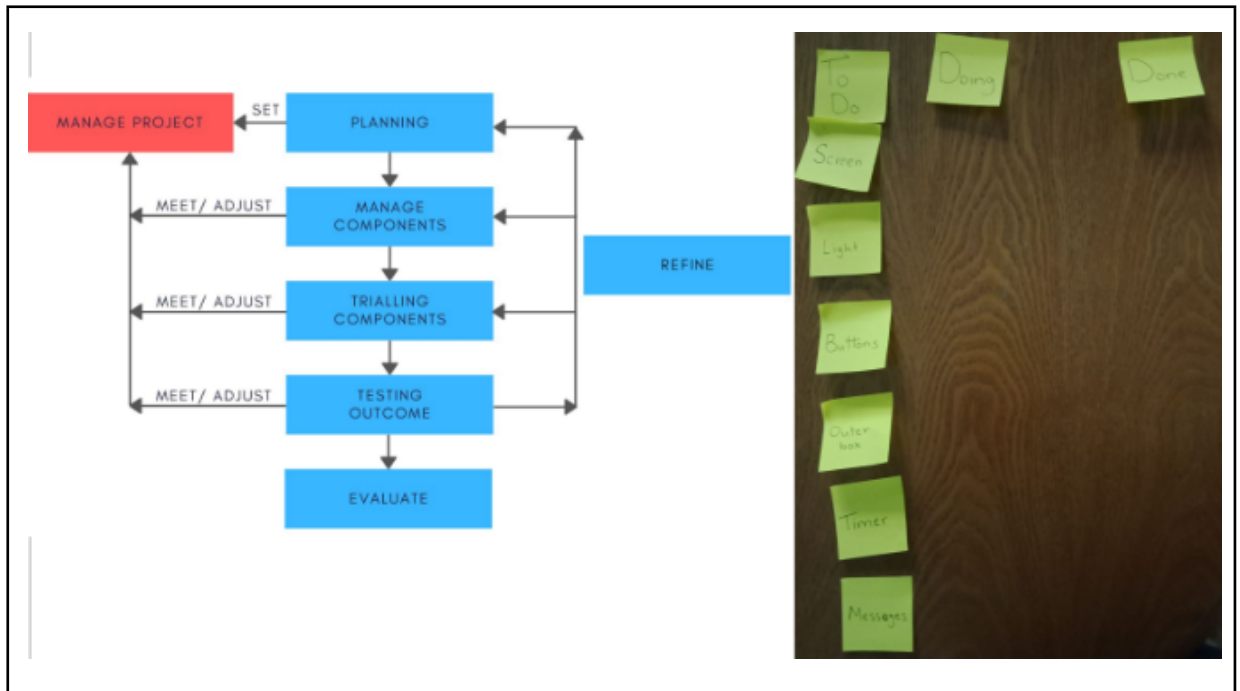 MANAGE PROJECT
SET
PLANNING
MEET/ ADJUST
MANAGE
COMPONENTS
REFINE
MEET/ ADJUST
TRIALLING
COMPONENTS
MEET/ ADJUST
TESTING
OUTCOME
EVALUATE
To
Do
Doing
Done
Screen
Light
Buttons
Outer
box
Timer
Messages